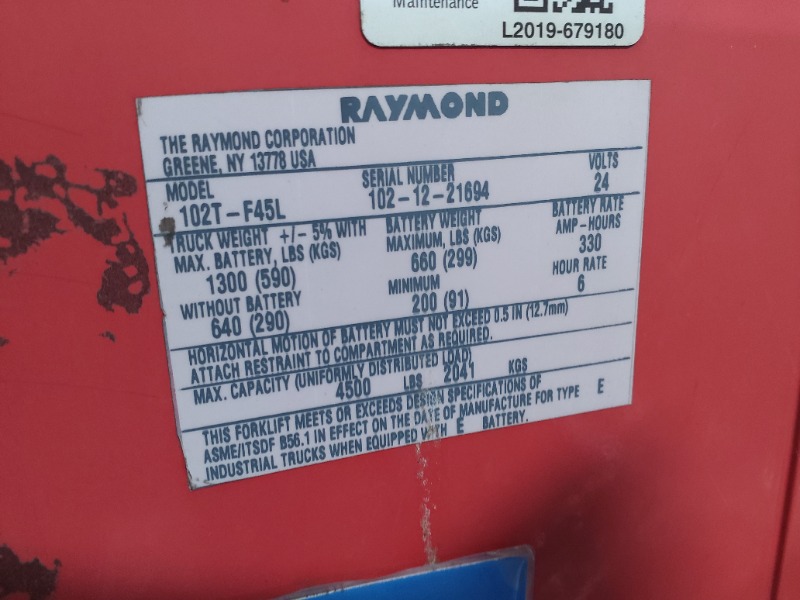 Maintenance
L2019-679180
RAYMOND
THE RAYMOND CORPORATION
GREENE, NY 13778 USA
MODEL SERIAL NUMBER VOLTS
102T-F45L 102-12-21694 24
TRUCK WEIGHT +/- 5% WITH
MAX. BATTERY, LBS (KGS)
1300 (590)
WITHOUT BATTERY
640 (290)
BATTERY WEIGHT
MAXIMUM, LBS (KGS)
660 (299)
MINIMUM
200 (91)
BATTERY RATE
AMP-HOURS
330
HOUR RATE
6
HORIZONTAL MOTION OF BATTERY MUST NOT EXCEED 0.5 IN (12.7mm)
ATTACH RESTRAINT TO COMPARTMENT AS REQUIRED.
MAX. CAPACITY (UNIFORMLY DISTRIBUTED LOAD)
4500 LBS 2041 KGS
THIS FORKLIFT MEETS OR EXCEEDS DESIGN SPECIFICATIONS OF
ASME/ITSDF B56.1 IN EFFECT ON THE DATE OF MANUFACTURE FOR TYPE E
INDUSTRIAL TRUCKS WHEN EQUIPPED WITH E BATTERY.